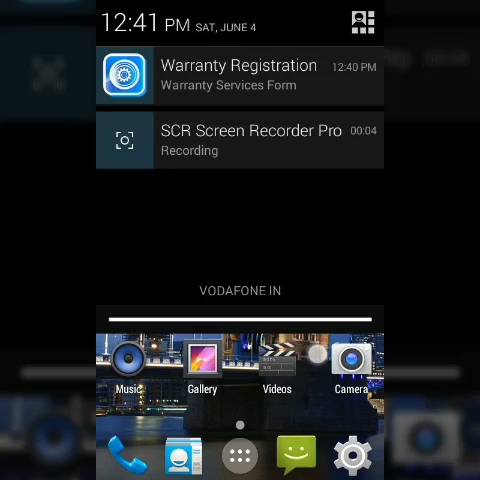 12:41 PM SAT, JUNE 4
Warranty Registration 12:40 PM
Warranty Services Form
SCR Screen Recorder Pro 00:04
Recording
VODAFONE IN
Music Gallery Videos Camera